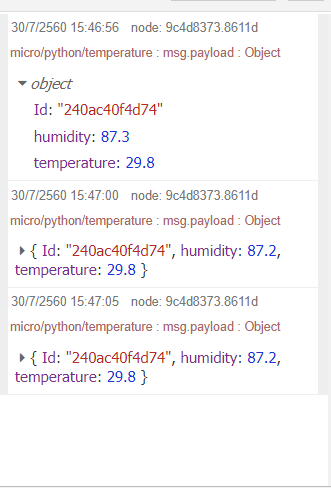 30/7/2560 15:46:56 node: 9c4d8373.8611d
micro/python/temperature : msg.payload : Object
object
Id: "240ac40f4d74"
humidity: 87.3
temperature: 29.8
30/7/2560 15:47:00 node: 9c4d8373.8611d
micro/python/temperature : msg.payload : Object
{ Id: "240ac40f4d74", humidity: 87.2,
temperature: 29.8 }
30/7/2560 15:47:05 node: 9c4d8373.8611d
micro/python/temperature : msg.payload : Object
{ Id: "240ac40f4d74", humidity: 87.2,
temperature: 29.8 }